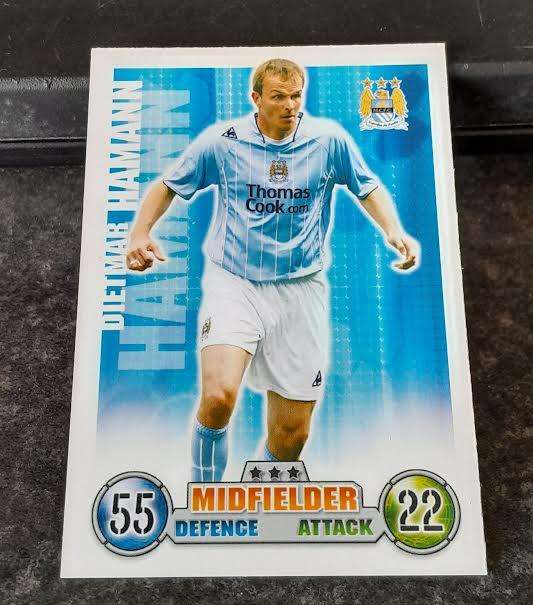 DIETMAR HAMANN
HAMANN
M.C.F.C.
Thomas
Cook.com
MIDFIELDER
55
DEFENCE
ATTACK
22